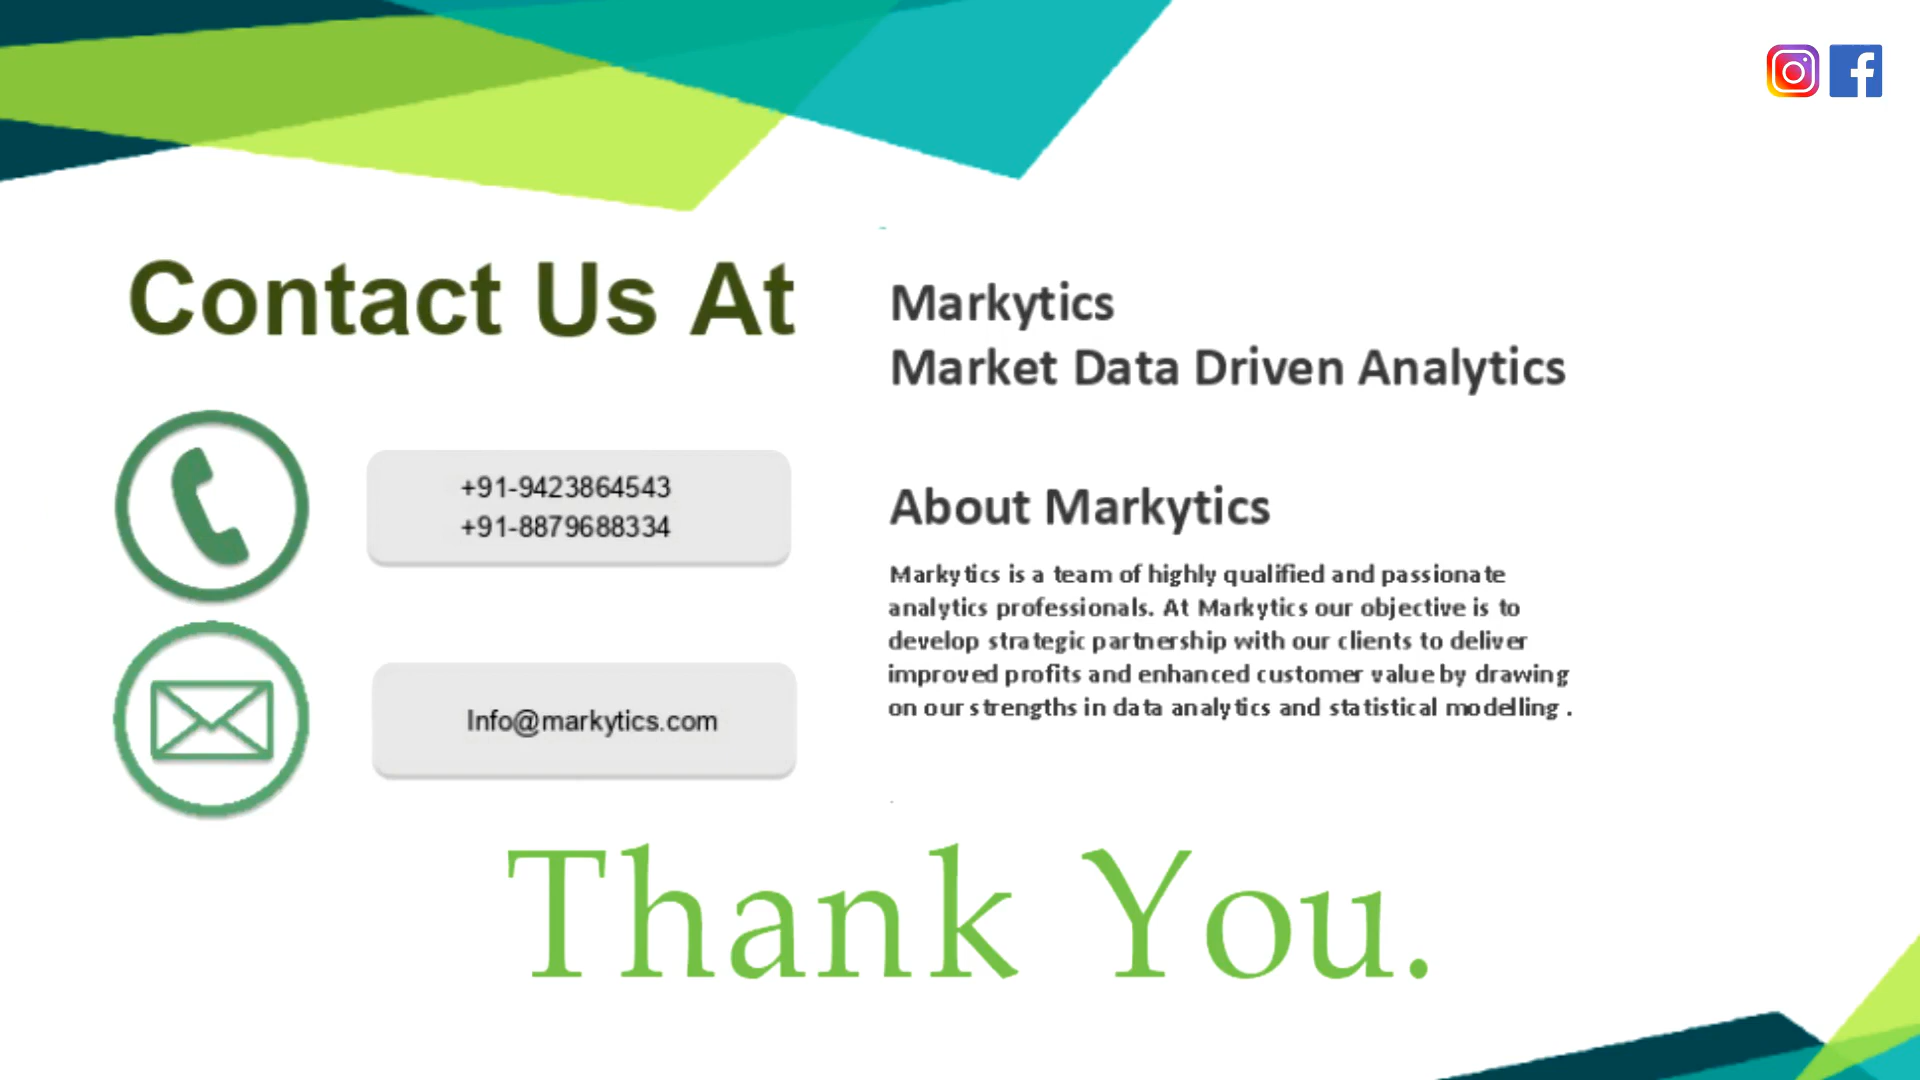 Contact Us At
+91-9423864543
+91-8879688334
Info@markytics.com
Markytics
Market Data Driven Analytics
About Markytics
Markytics is a team of highly qualified and passionate
analytics professionals. At Markytics our objective is to
develop strategic partnership with our clients to deliver
improved profits and enhanced customer value by drawing
on our strengths in data analytics and statistical modelling .
Thank You.